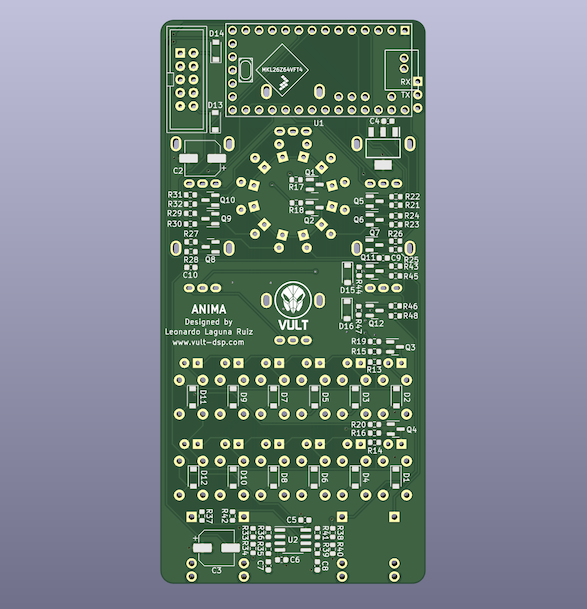 D14
MKL26Z64VFT4
RX
TX
D13
U1
C4
C2
+
Q1
R17
R31
R32
R29
R30
Q10
Q9
R18
Q2
Q5
Q6
R22
R21
R24
R23
R27
Q8
R28
C10
Q7
R26
Q11
C9
R25
R43
R45
R44
D15
ANIMA
Designed by
Leonardo Laguna Ruiz
www.vult-dsp.com
VULT
D16
R47
Q12
R46
R48
R19
R15
Q3
R13
D11
D9
D7
D5
D3
D2
R20
R16
Q4
R14
D12
D10
D8
D6
D4
D1
R37
R42
C5
+
R33
R34
R36
R35
U2
R41
R39
R38
R40
C3
C7
C6
C8